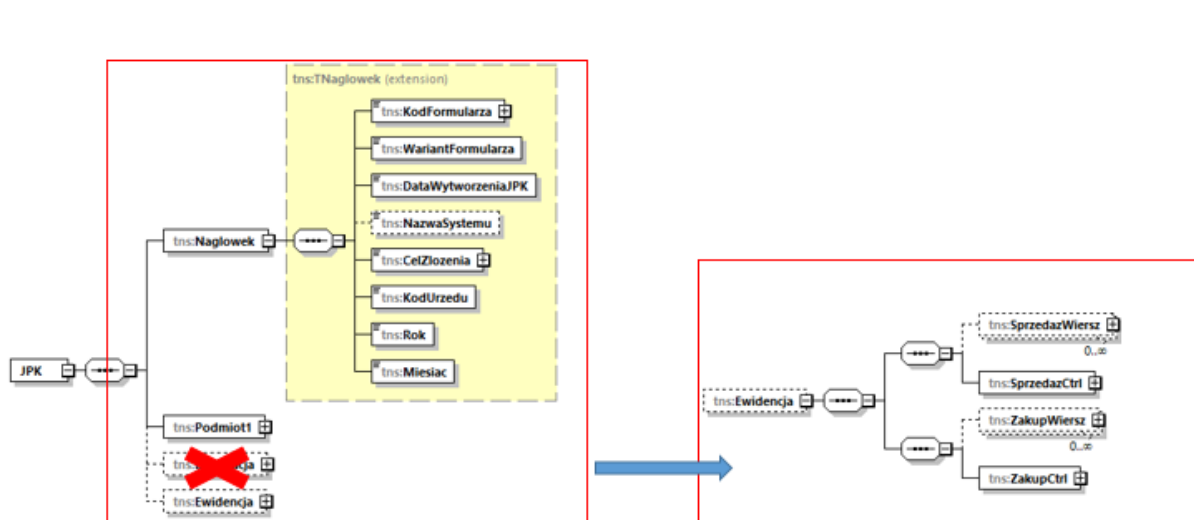 tns:TNaglowek (extension)
tns:KodFormularza
tns:WariantFormularza
tns:DataWytworzeniaJPK
tns:NazwaSystemu
tns:CelZlozenia
tns:KodUrzedu
tns:Rok
tns:Miesiac
tns:Naglowek
JPK
tns:Podmiot1
tns:Ewidencja
tns:Ewidencja
tns:SprzedazWiersz
0..∞
tns:SprzedazCtrl
tns:ZakupWiersz
0..∞
tns:ZakupCtrl